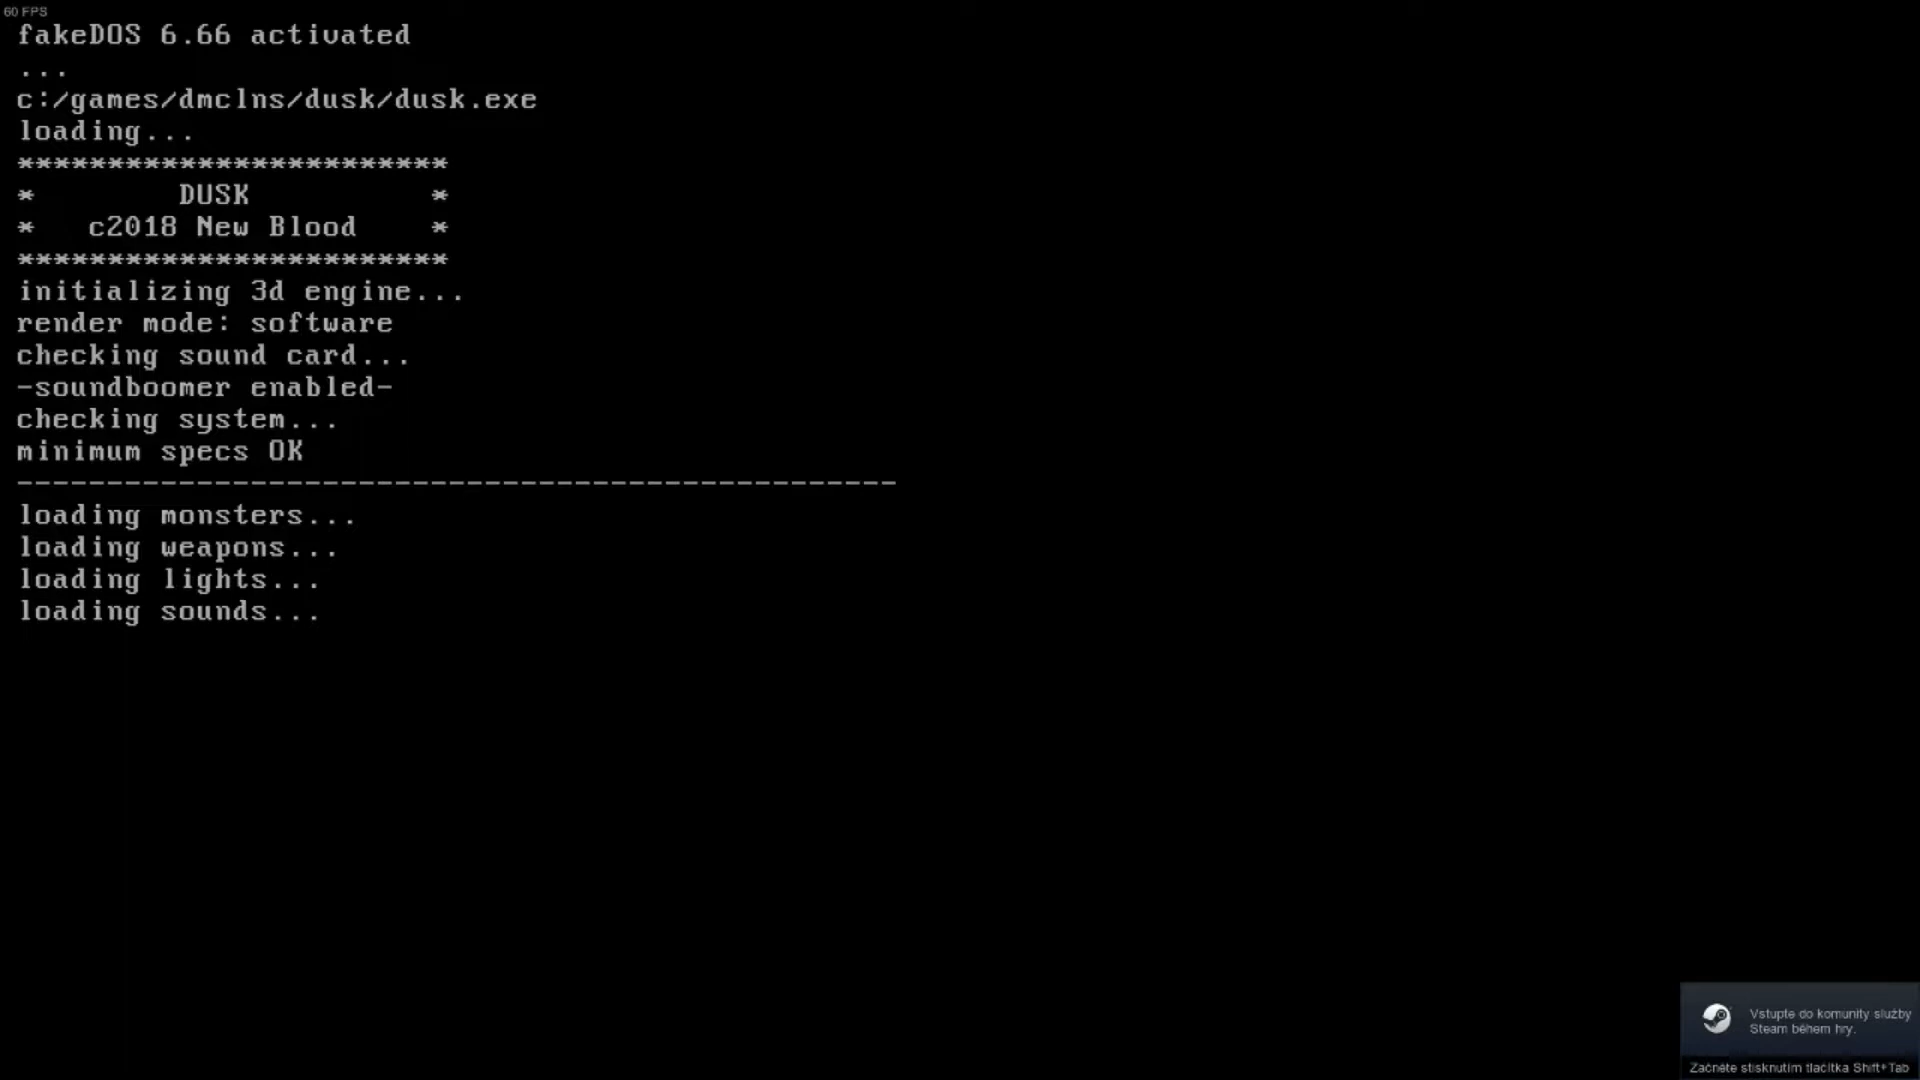 60 FPS
fakeDOS 6.66 activated
...
c:/games/dmclns/dusk/dusk.exe
loading...
************************
* DUSK *
* c2018 New Blood *
************************
initializing 3d engine...
render mode: software
checking sound card...
-soundboomer enabled-
checking system...
minimum specs OK
-------------------------------------------------
loading monsters...
loading weapons...
loading lights...
loading sounds...
Vstupte do komunity služby
Steam během hry.
Začněte stisknutím tlačítka Shift+Tab